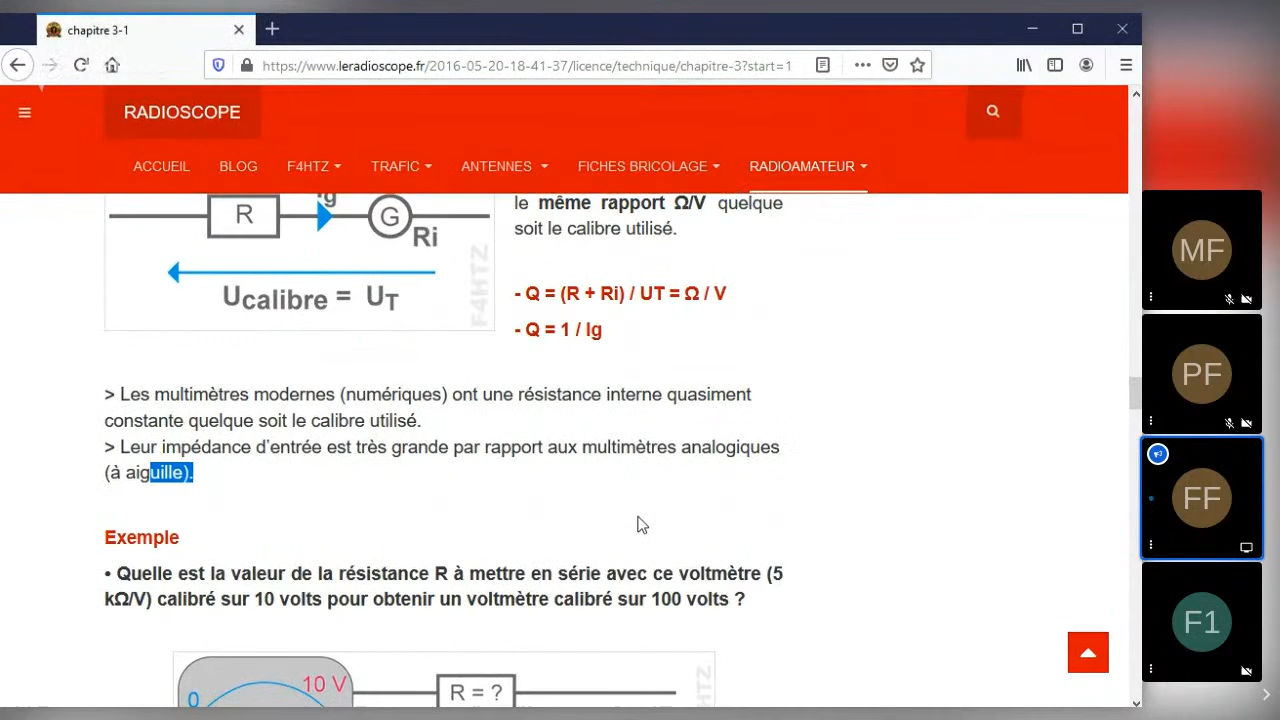 chapitre 3-1
https://www.leradioscope.fr/2016-05-20-18-41-37/licence/technique/chapitre-3?start=1
RADIOSCOPE
ACCUEIL BLOG F4HTZ TRAFIC ANTENNES FICHES BRICOLAGE RADIOAMATEUR
R
Ig
G
Ri
Ucalibre = UT
F4HTZ
le même rapport Ω/V quelque
soit le calibre utilisé.
- Q = (R + Ri) / UT = Ω / V
- Q = 1 / Ig
> Les multimètres modernes (numériques) ont une résistance interne quasiment
constante quelque soit le calibre utilisé.
> Leur impédance d'entrée est très grande par rapport aux multimètres analogiques
(à aiguille).
Exemple
• Quelle est la valeur de la résistance R à mettre en série avec ce voltmètre (5
kΩ/V) calibré sur 10 volts pour obtenir un voltmètre calibré sur 100 volts ?
0
10 V
R = ?
HTZ
MF
PF
FF
F1